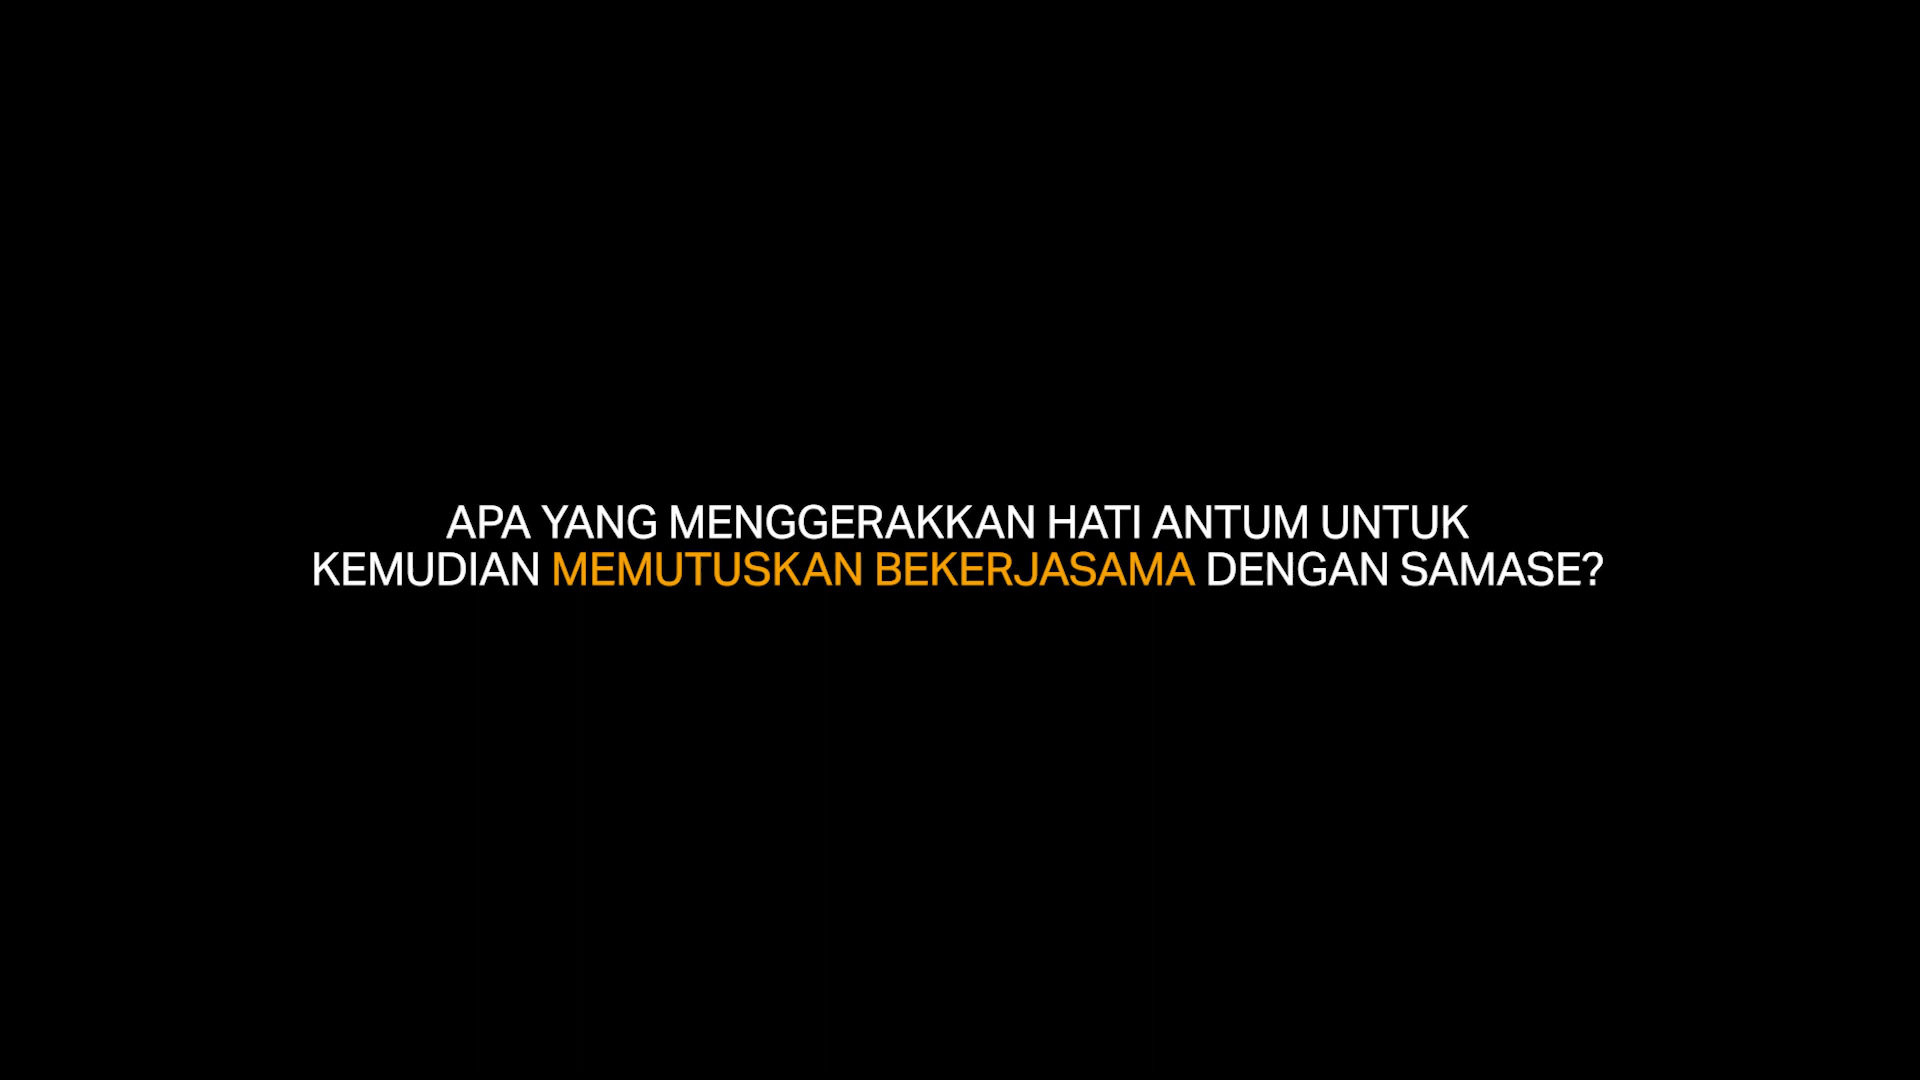 APA YANG MENGGERAKKAN HATI ANTUM UNTUK
KEMUDIAN MEMUTUSKAN BEKERJASAMA DENGAN SAMASE?